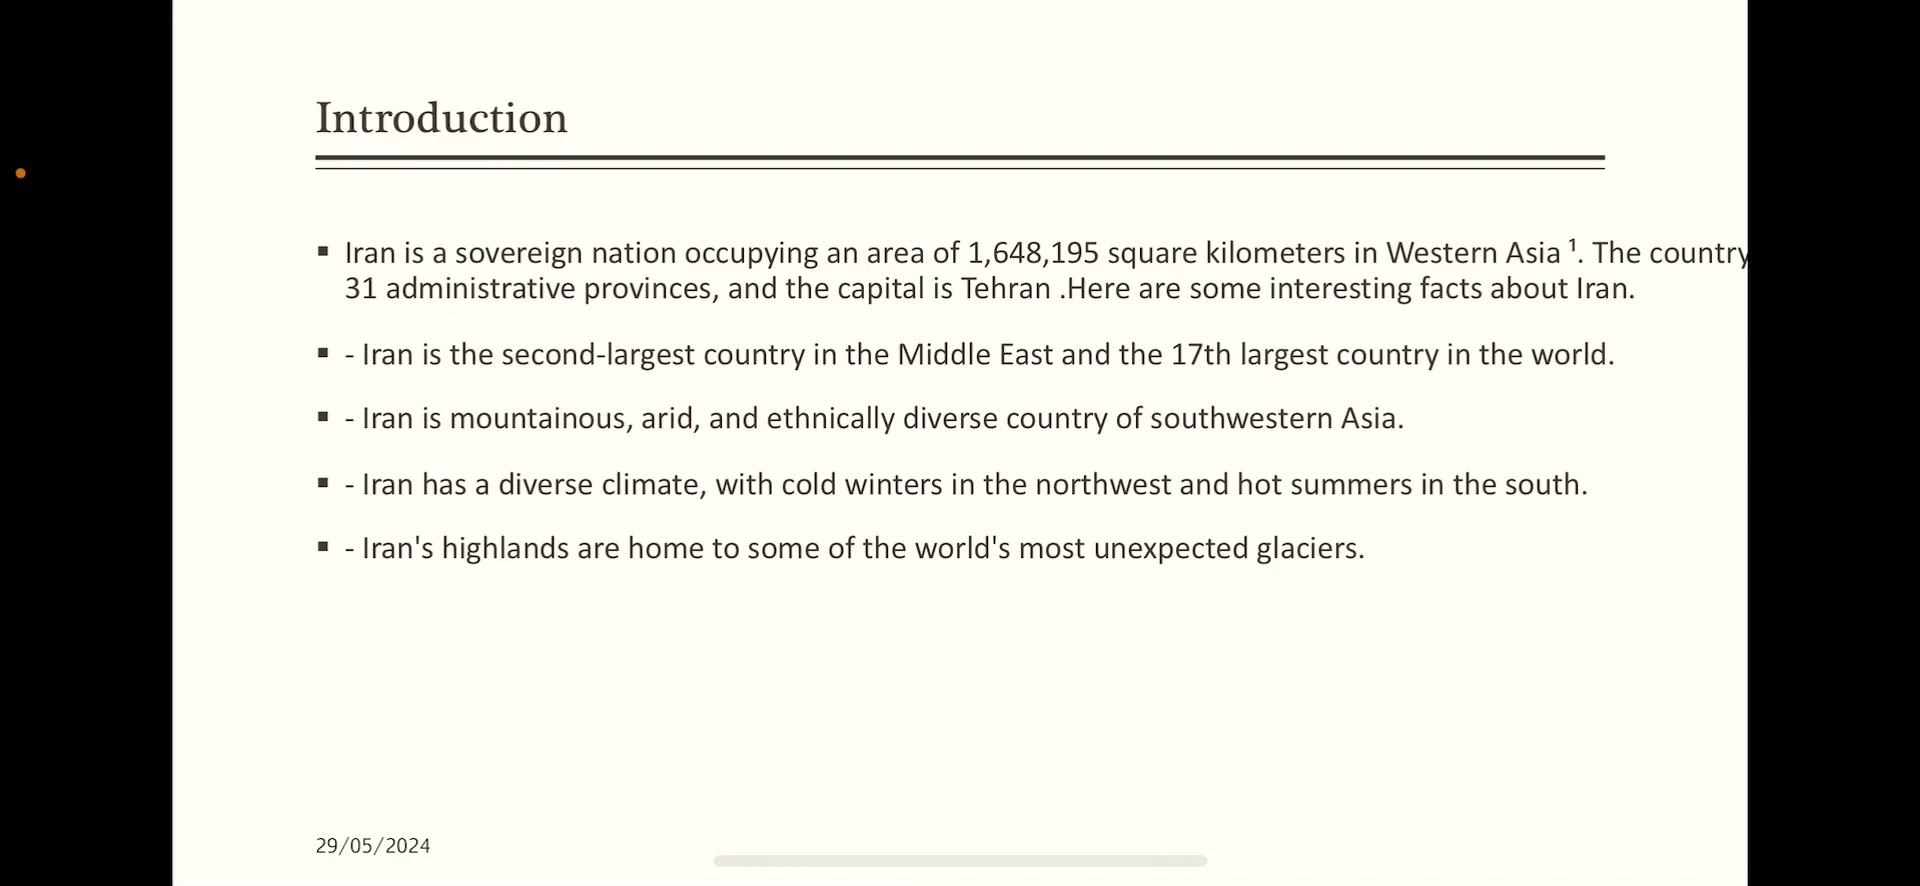 Introduction
▪ Iran is a sovereign nation occupying an area of 1,648,195 square kilometers in Western Asia ¹. The country
31 administrative provinces, and the capital is Tehran .Here are some interesting facts about Iran.
▪ - Iran is the second-largest country in the Middle East and the 17th largest country in the world.
▪ - Iran is mountainous, arid, and ethnically diverse country of southwestern Asia.
▪ - Iran has a diverse climate, with cold winters in the northwest and hot summers in the south.
▪ - Iran's highlands are home to some of the world's most unexpected glaciers.
29/05/2024